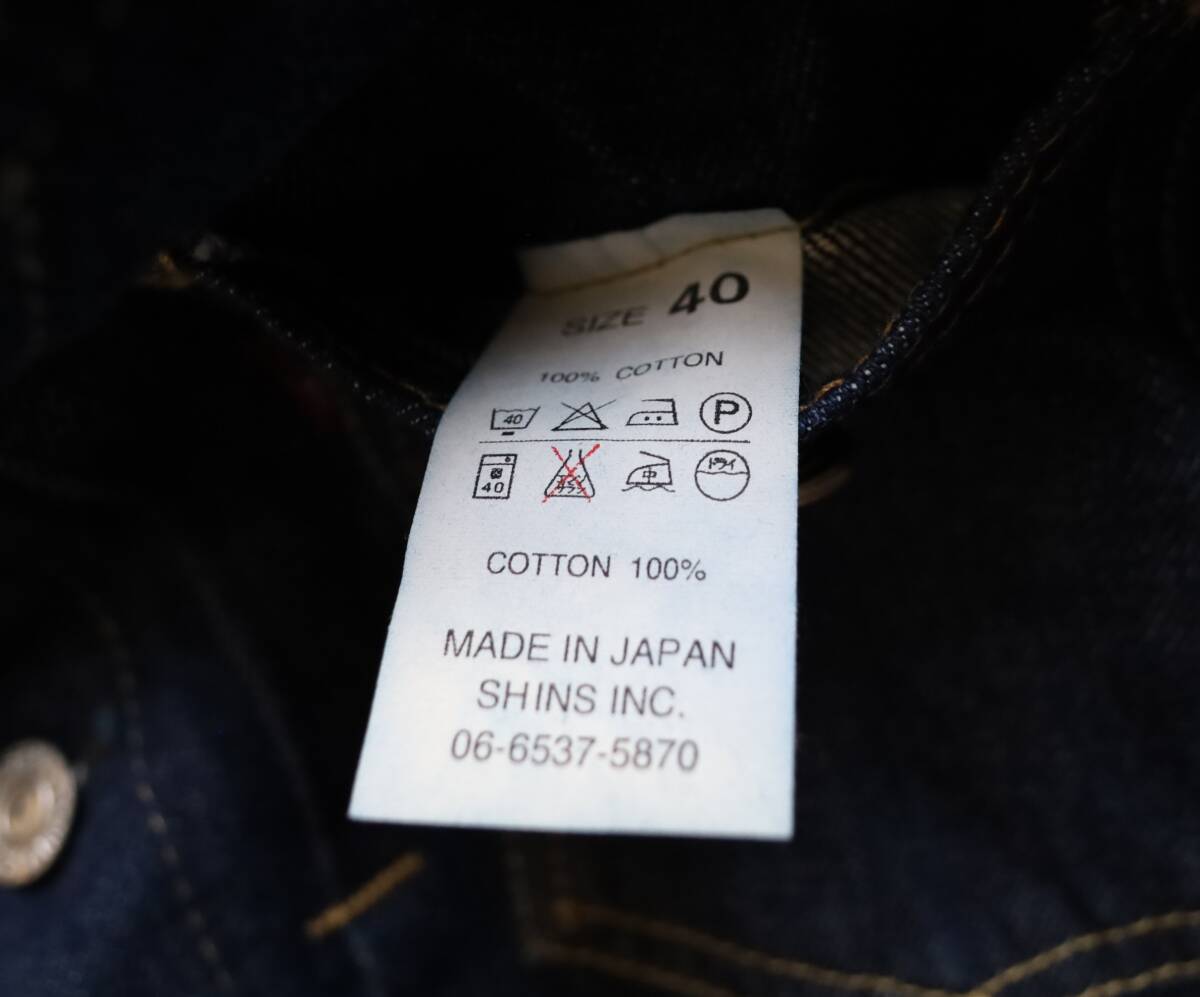 SIZE 40
100% COTTON
40 P
40 中 ドライ
COTTON 100%
MADE IN JAPAN
SHINS INC.
06-6537-5870